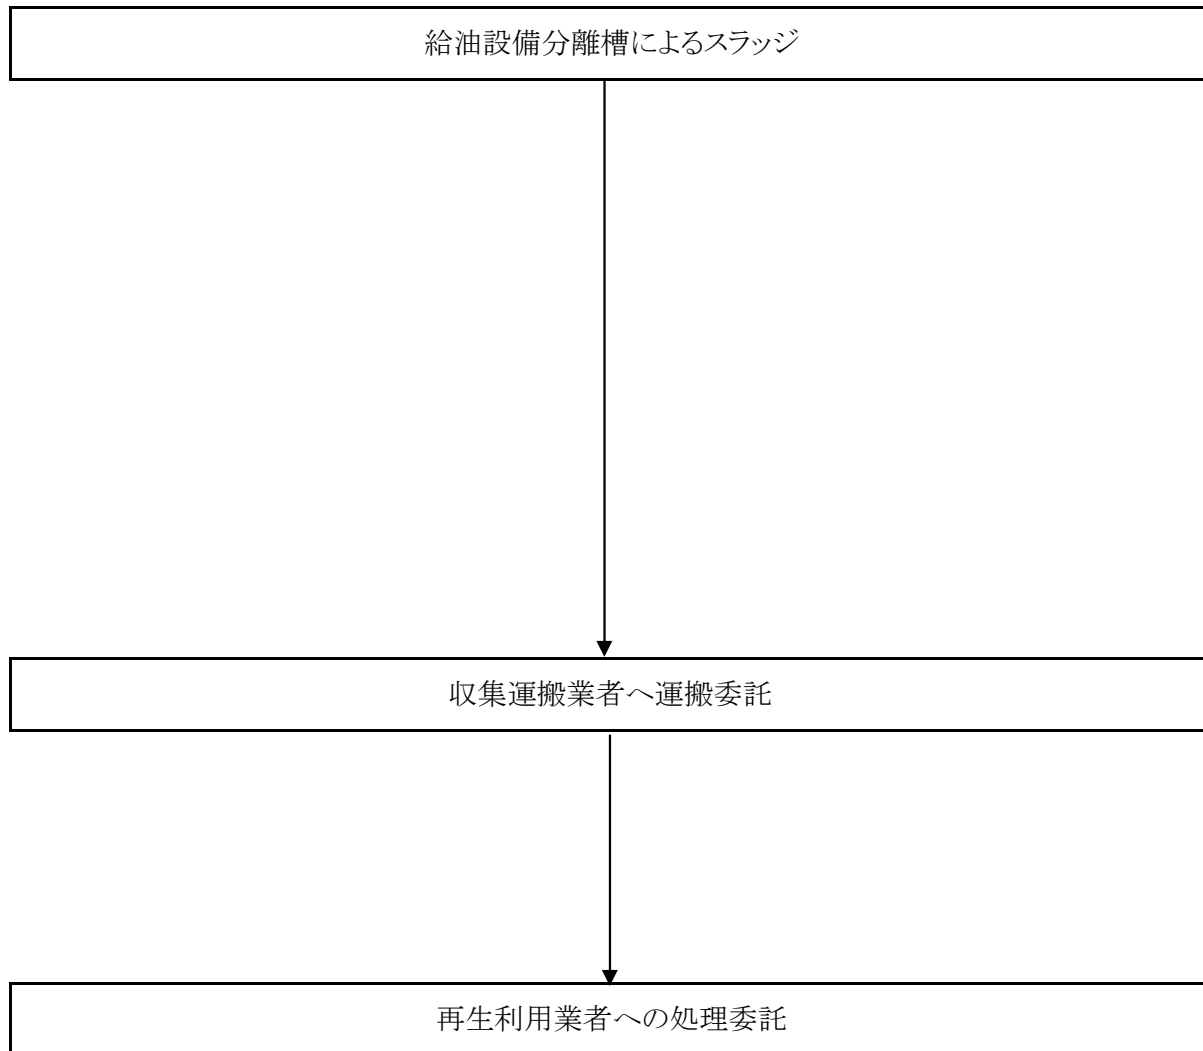 給油設備分離槽によるスラッジ
収集運搬業者へ運搬委託
再生利用業者への処理委託